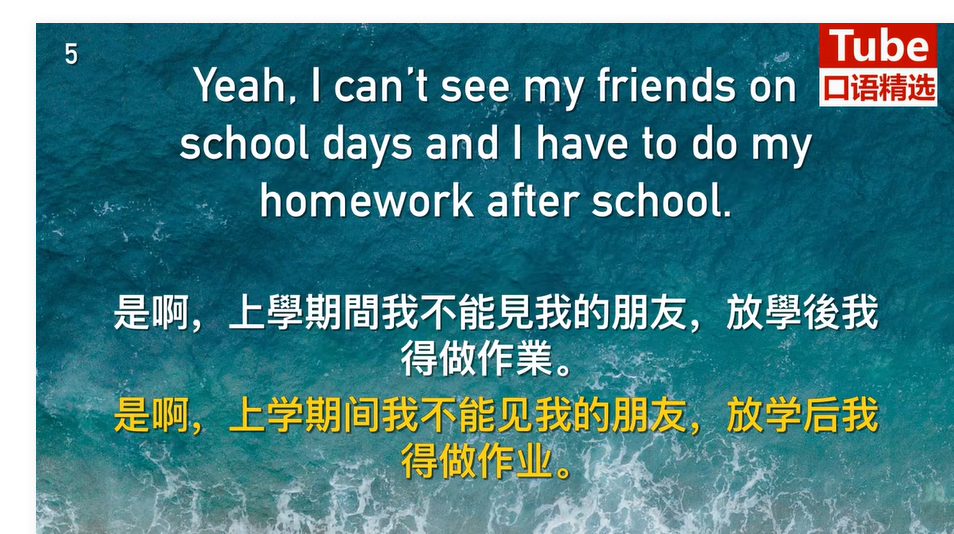 5
Tube
口语精选
Yeah, I can't see my friends on
school days and I have to do my
homework after school.
是啊，上學期間我不能見我的朋友，放學後我
得做作業。
是啊，上学期间我不能见我的朋友，放学后我
得做作业。